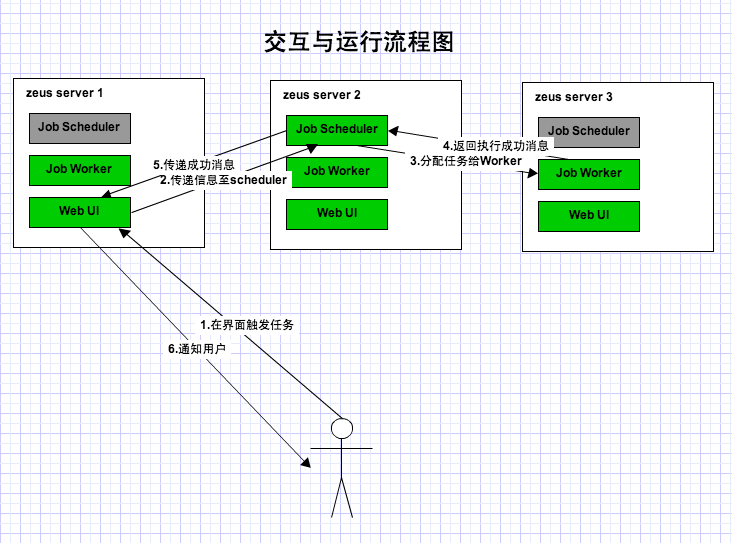 交互与运行流程图
zeus server 1
Job Scheduler
Job Worker
Web UI
zeus server 2
Job Scheduler
Job Worker
Web UI
zeus server 3
Job Scheduler
Job Worker
Web UI
5.传递成功消息
2.传递信息至scheduler
4.返回执行成功消息
3.分配任务给Worker
1.在界面触发任务
6.通知用户